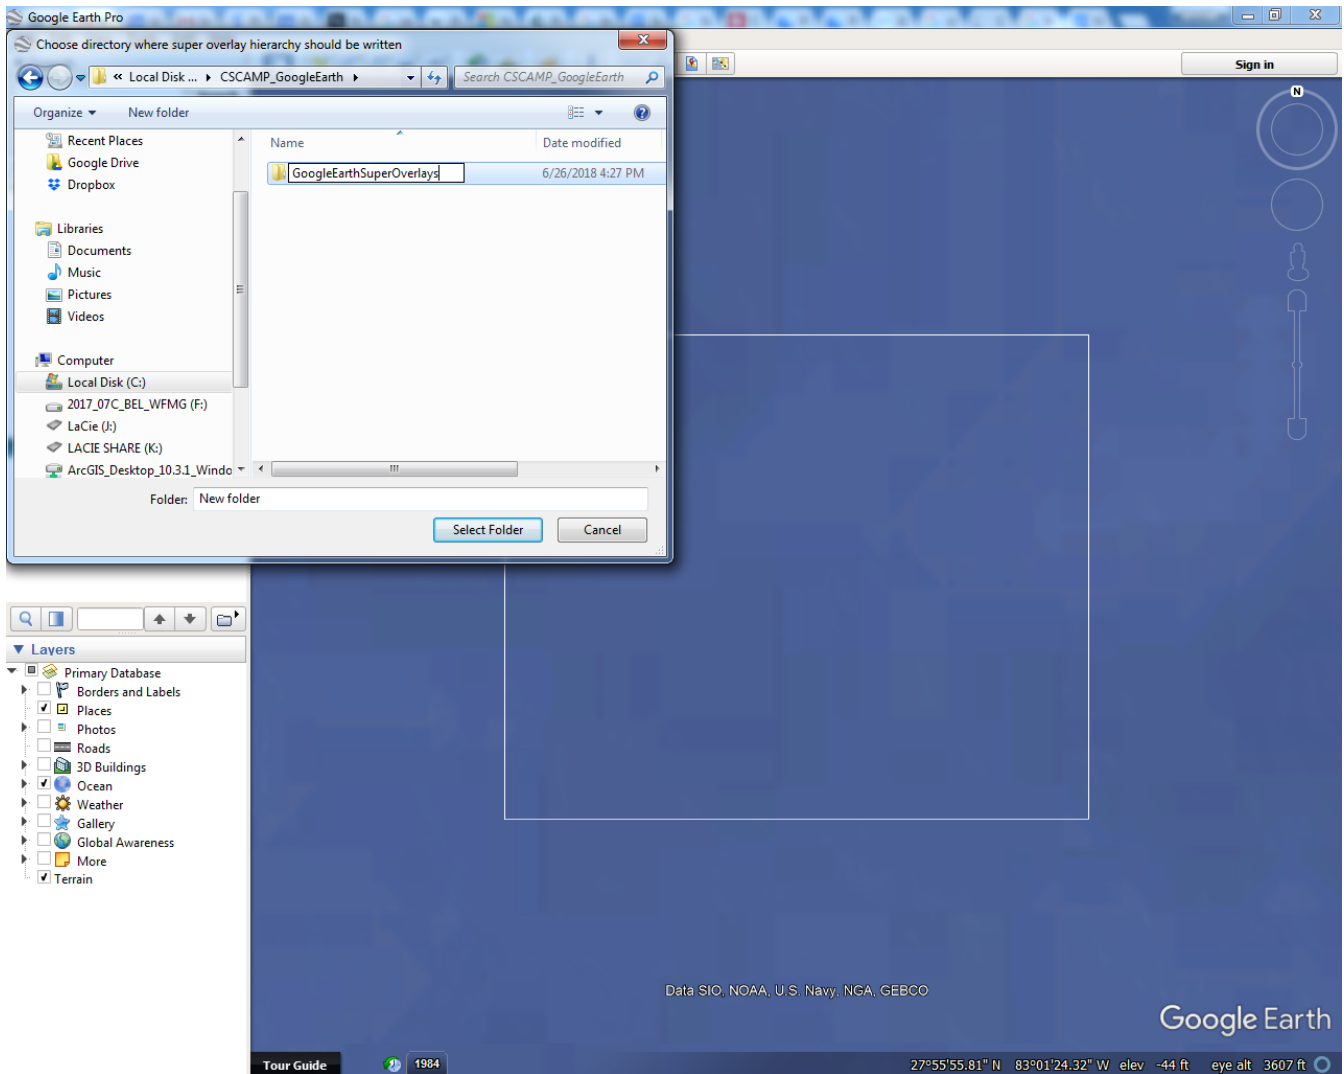 Google Earth Pro
Choose directory where super overlay hierarchy should be written
« Local Disk ... CSCAMP_GoogleEarth
Search CSCAMP_GoogleEarth
Sign in
Organize
New folder
N
Recent Places
Google Drive
Dropbox
Libraries
Documents
Music
Pictures
Videos
Computer
Local Disk (C:)
2017_07C_BEL_WFMG (F:)
LaCie (J:)
LACIE SHARE (K:)
ArcGIS_Desktop_10.3.1_Windo
Name
Date modified
GoogleEarthSuperOverlays
6/26/2018 4:27 PM
Folder: New folder
Select Folder
Cancel
Layers
Primary Database
Borders and Labels
Places
Photos
Roads
3D Buildings
Ocean
Weather
Gallery
Global Awareness
More
Terrain
Data SIO, NOAA, U.S. Navy, NGA, GEBCO
Google Earth
Tour Guide
1984
27°55'55.81" N 83°01'24.32" W elev -44 ft eye alt 3607 ft